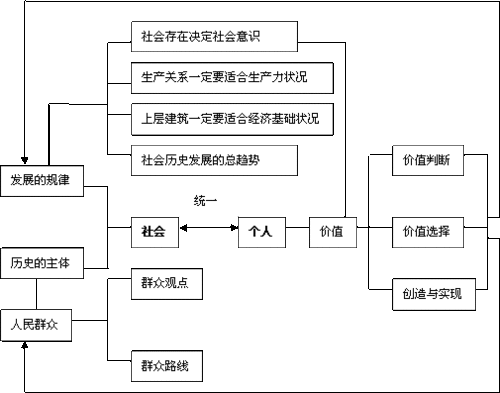 社会存在决定社会意识
生产关系一定要适合生产力状况
上层建筑一定要适合经济基础状况
社会历史发展的总趋势
价值判断
发展的规律
统一
社会
个人
价值
价值选择
历史的主体
群众观点
创造与实现
人民群众
群众路线